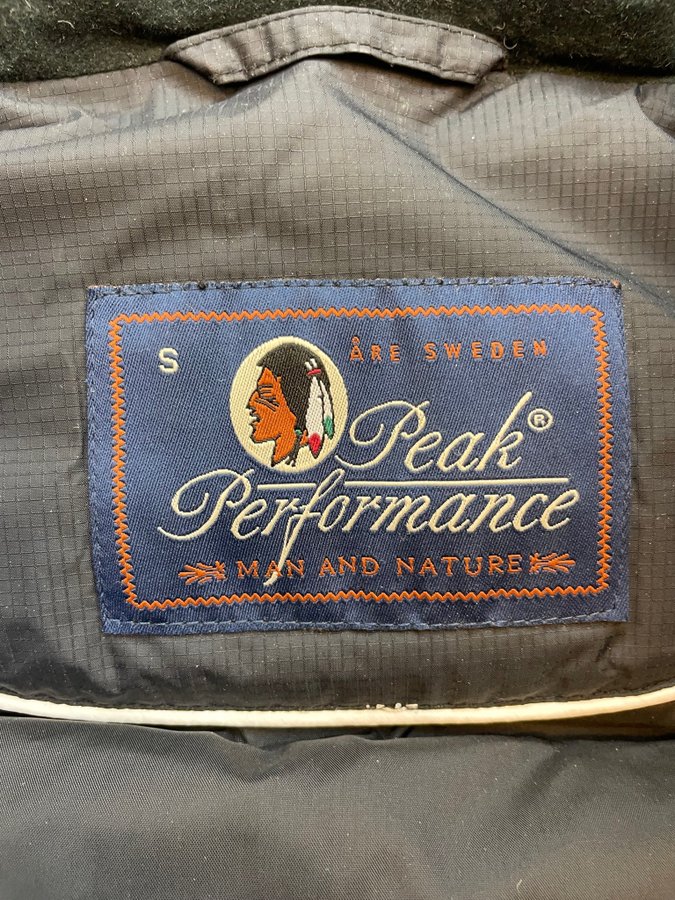 S
ÅRE SWEDEN
Peak®
Performance
MAN AND NATURE